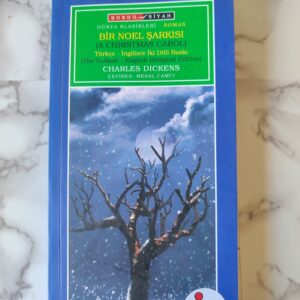 BORDO SİYAH
DÜNYA KLASİKLERİ - ROMAN
BİR NOEL ŞARKISI
(A CHRISTMAS CAROL)
Türkçe - İngilizce İki Dilli Baskı
(The Turkish - English Bilingual Edition)
CHARLES DICKENS
ÇEVİREN: MERAL CAMCI